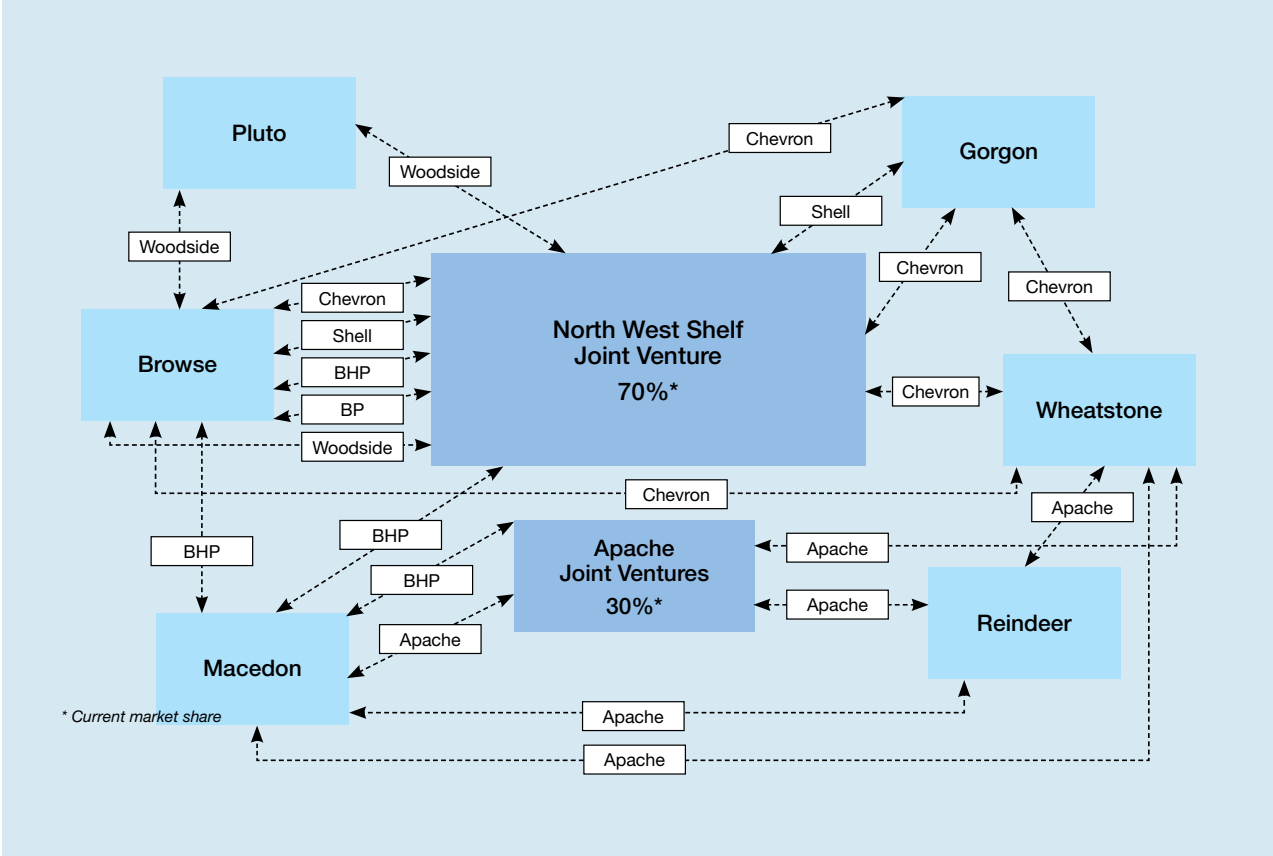 Pluto
Woodside
Chevron
Gorgon
Shell
Woodside
Chevron
Chevron
Browse
Chevron
Shell
BHP
BP
Woodside
North West Shelf
Joint Venture
70%*
Chevron
Wheatstone
Chevron
Apache
BHP
BHP
BHP
Apache
Apache
Joint Ventures
30%*
Apache
Apache
Reindeer
Macedon
* Current market share
Apache
Apache